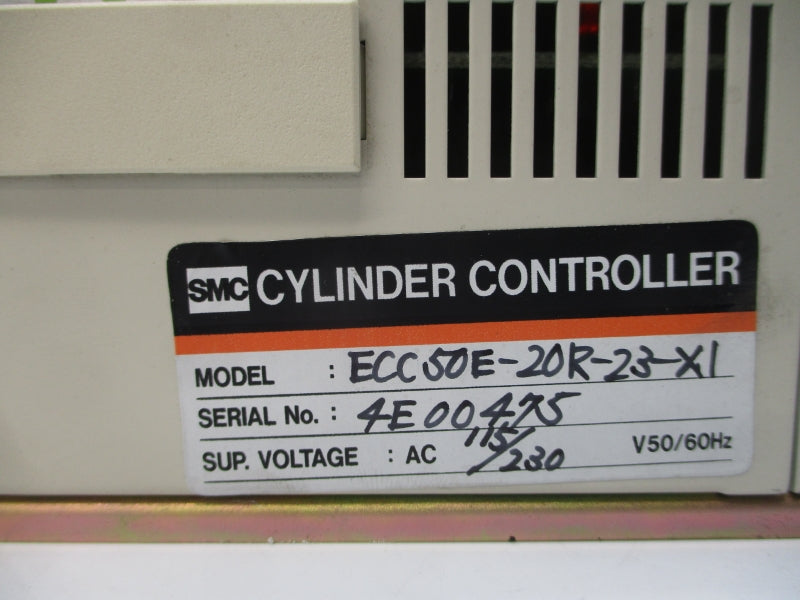 SMC CYLINDER CONTROLLER
MODEL : ECC50E-20R-23-X1
SERIAL No. : 4E00475
SUP. VOLTAGE : AC 115/230 V50/60Hz